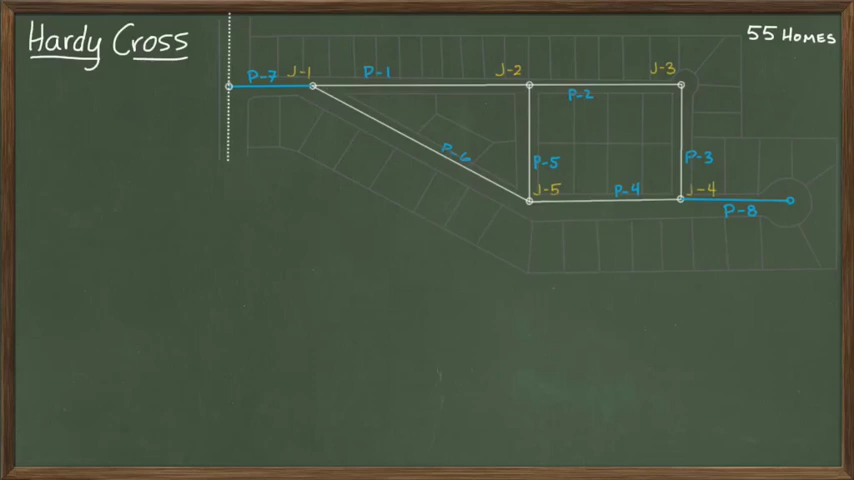 Hardy Cross
55 HOMES
P-7
J-1
P-1
J-2
J-3
P-2
P-6
P-5
P-3
J-5
P-4
J-4
P-8